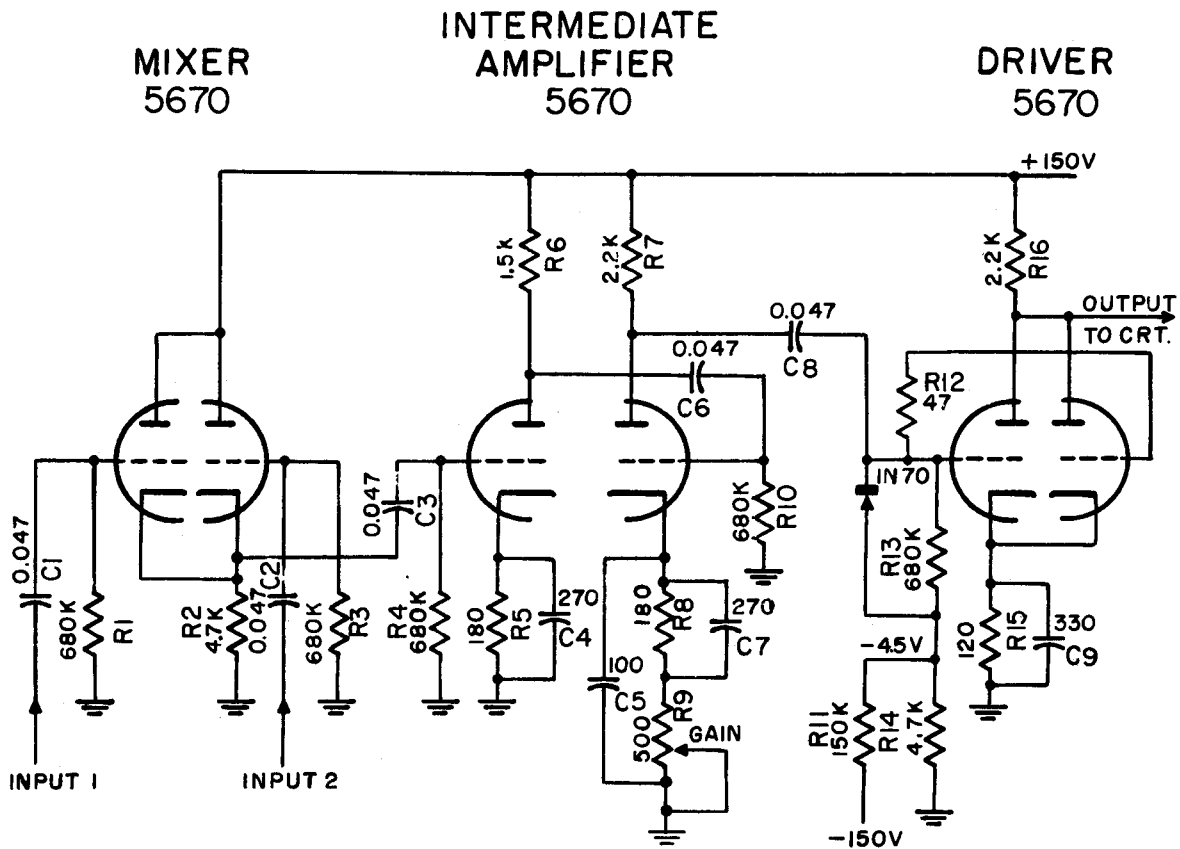 MIXER
5670
INTERMEDIATE
AMPLIFIER
5670
DRIVER
5670
+150V
1.5K
R6
2.2K
R7
2.2K
R16
OUTPUT
TO CRT.
0.047
C8
0.047
C6
R12
47
0.047
C1
680K
R1
R2
4.7K
0.047
C2
680K
R3
0.047
C3
R4
680K
180
R5
270
C4
100
C5
180
R8
270
C7
R9
500
GAIN
680K
R10
1N70
R13
680K
-4.5V
R11
150K
R14
4.7K
-150V
120
R15
330
C9
INPUT 1
INPUT 2